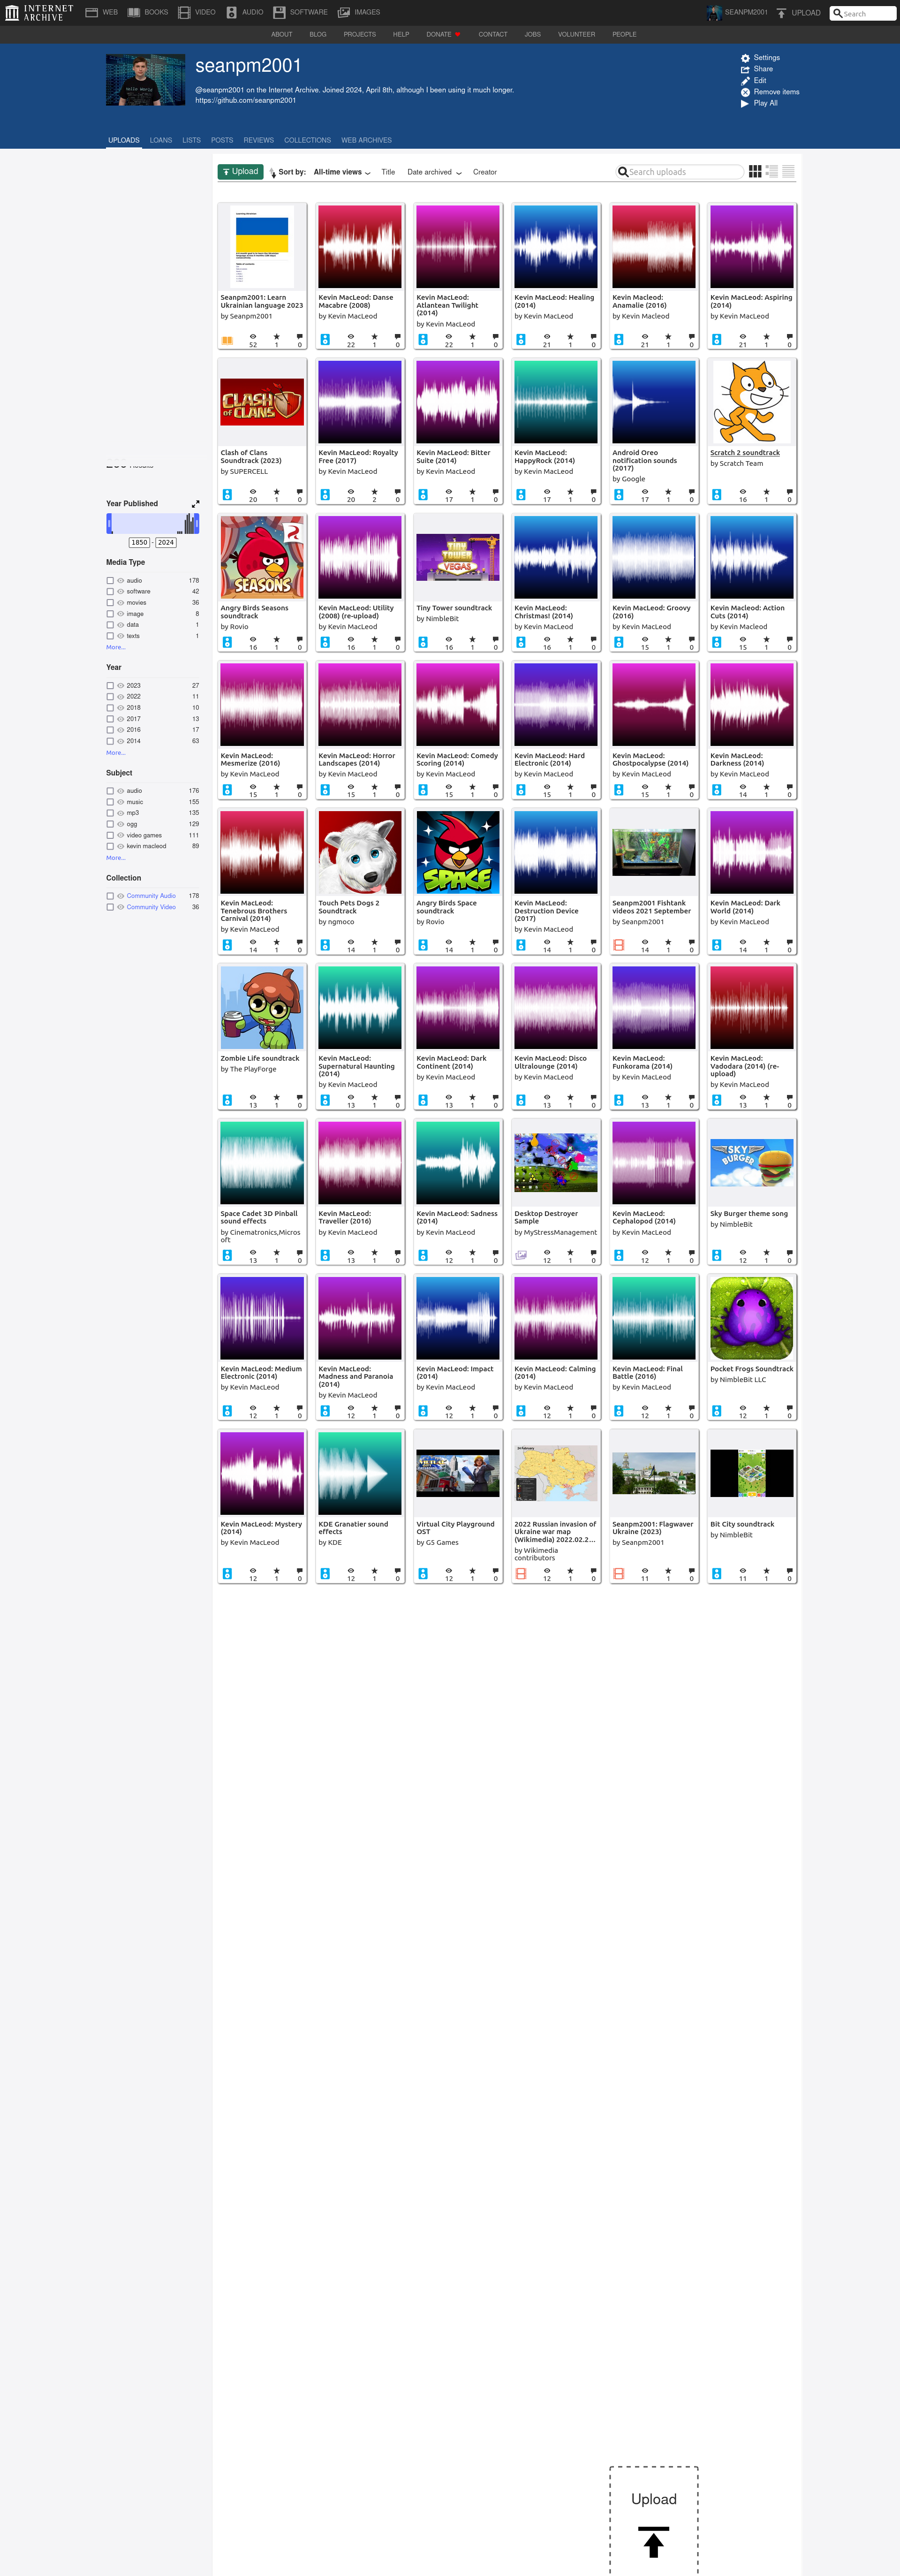 INTERNET ARCHIVE
WEB BOOKS VIDEO AUDIO SOFTWARE IMAGES
SEANPM2001 UPLOAD Search
ABOUT BLOG PROJECTS HELP DONATE CONTACT JOBS VOLUNTEER PEOPLE
seanpm2001
@seanpm2001 on the Internet Archive. Joined 2024, April 8th, although I been using it much longer.
https://github.com/seanpm2001
Settings
Share
Edit
Remove items
Play All
UPLOADS LOANS LISTS POSTS REVIEWS COLLECTIONS WEB ARCHIVES
Upload Sort by: All-time views Title Date archived Creator Search uploads
Year Published
1850 - 2024
Media Type
audio 178
software 42
movies 36
image 8
data 1
texts 1
More...
Year
2023 27
2022 11
2018 10
2017 13
2016 17
2014 63
More...
Subject
audio 176
music 155
mp3 135
ogg 129
video games 111
kevin macleod 89
More...
Collection
Community Audio 178
Community Video 36
Seanpm2001: Learn Ukrainian language 2023
by Seanpm2001
52 1 0
Kevin MacLeod: Danse Macabre (2008)
by Kevin MacLeod
22 1 0
Kevin MacLeod: Atlantean Twilight (2014)
by Kevin MacLeod
22 1 0
Kevin MacLeod: Healing (2014)
by Kevin MacLeod
21 1 0
Kevin Macleod: Anamalie (2016)
by Kevin Macleod
21 1 0
Kevin MacLeod: Aspiring (2014)
by Kevin MacLeod
21 1 0
CLASH OF CLANS
Clash of Clans Soundtrack (2023)
by SUPERCELL
20 1 0
Kevin MacLeod: Royalty Free (2017)
by Kevin MacLeod
20 2 0
Kevin MacLeod: Bitter Suite (2014)
by Kevin MacLeod
17 1 0
Kevin MacLeod: HappyRock (2014)
by Kevin MacLeod
17 1 0
Android Oreo notification sounds (2017)
by Google
17 1 0
Scratch 2 soundtrack
by Scratch Team
16 1 0
ANGRY BIRDS SEASONS
Angry Birds Seasons soundtrack
by Rovio
16 1 0
Kevin MacLeod: Utility (2008) (re-upload)
by Kevin MacLeod
16 1 0
TINY TOWER VEGAS
Tiny Tower soundtrack
by NimbleBit
16 1 0
Kevin MacLeod: Christmas! (2014)
by Kevin MacLeod
16 1 0
Kevin MacLeod: Groovy (2016)
by Kevin MacLeod
15 1 0
Kevin Macleod: Action Cuts (2014)
by Kevin Macleod
15 1 0
Kevin MacLeod: Mesmerize (2016)
by Kevin MacLeod
15 1 0
Kevin MacLeod: Horror Landscapes (2014)
by Kevin MacLeod
15 1 0
Kevin MacLeod: Comedy Scoring (2014)
by Kevin MacLeod
15 1 0
Kevin MacLeod: Hard Electronic (2014)
by Kevin MacLeod
15 1 0
Kevin MacLeod: Ghostpocalypse (2014)
by Kevin MacLeod
15 1 0
Kevin MacLeod: Darkness (2014)
by Kevin MacLeod
14 1 0
Kevin MacLeod: Tenebrous Brothers Carnival (2014)
by Kevin MacLeod
14 1 0
Touch Pets Dogs 2 Soundtrack
by ngmoco
14 1 0
ANGRY BIRDS SPACE
Angry Birds Space soundtrack
by Rovio
14 1 0
Kevin MacLeod: Destruction Device (2017)
by Kevin MacLeod
14 1 0
Seanpm2001 Fishtank videos 2021 September
by Seanpm2001
14 1 0
Kevin MacLeod: Dark World (2014)
by Kevin MacLeod
14 1 0
Zombie Life soundtrack
by The PlayForge
13 1 0
Kevin MacLeod: Supernatural Haunting (2014)
by Kevin MacLeod
13 1 0
Kevin MacLeod: Dark Continent (2014)
by Kevin MacLeod
13 1 0
Kevin MacLeod: Disco Ultralounge (2014)
by Kevin MacLeod
13 1 0
Kevin MacLeod: Funkorama (2014)
by Kevin MacLeod
13 1 0
Kevin MacLeod: Vadodara (2014) (re-upload)
by Kevin MacLeod
13 1 0
Space Cadet 3D Pinball sound effects
by Cinematronics,Microsoft
13 1 0
Kevin MacLeod: Traveller (2016)
by Kevin MacLeod
13 1 0
Kevin MacLeod: Sadness (2014)
by Kevin MacLeod
12 1 0
Desktop Destroyer Sample
by MyStressManagement
12 1 0
Kevin MacLeod: Cephalopod (2014)
by Kevin MacLeod
12 1 0
SKY BURGER
Sky Burger theme song
by NimbleBit
12 1 0
Kevin MacLeod: Medium Electronic (2014)
by Kevin MacLeod
12 1 0
Kevin MacLeod: Madness and Paranoia (2014)
by Kevin MacLeod
12 1 0
Kevin MacLeod: Impact (2014)
by Kevin MacLeod
12 1 0
Kevin MacLeod: Calming (2014)
by Kevin MacLeod
12 1 0
Kevin MacLeod: Final Battle (2016)
by Kevin MacLeod
12 1 0
Pocket Frogs Soundtrack
by NimbleBit LLC
12 1 0
Kevin MacLeod: Mystery (2014)
by Kevin MacLeod
12 1 0
KDE Granatier sound effects
by KDE
12 1 0
Virtual City Playground OST
by G5 Games
12 1 0
2022 Russian invasion of Ukraine war map (Wikimedia) 2022.02.2...
by Wikimedia contributors
12 1 0
Seanpm2001: Flagwaver Ukraine (2023)
by Seanpm2001
11 1 0
Bit City soundtrack
by NimbleBit
11 1 0
Upload